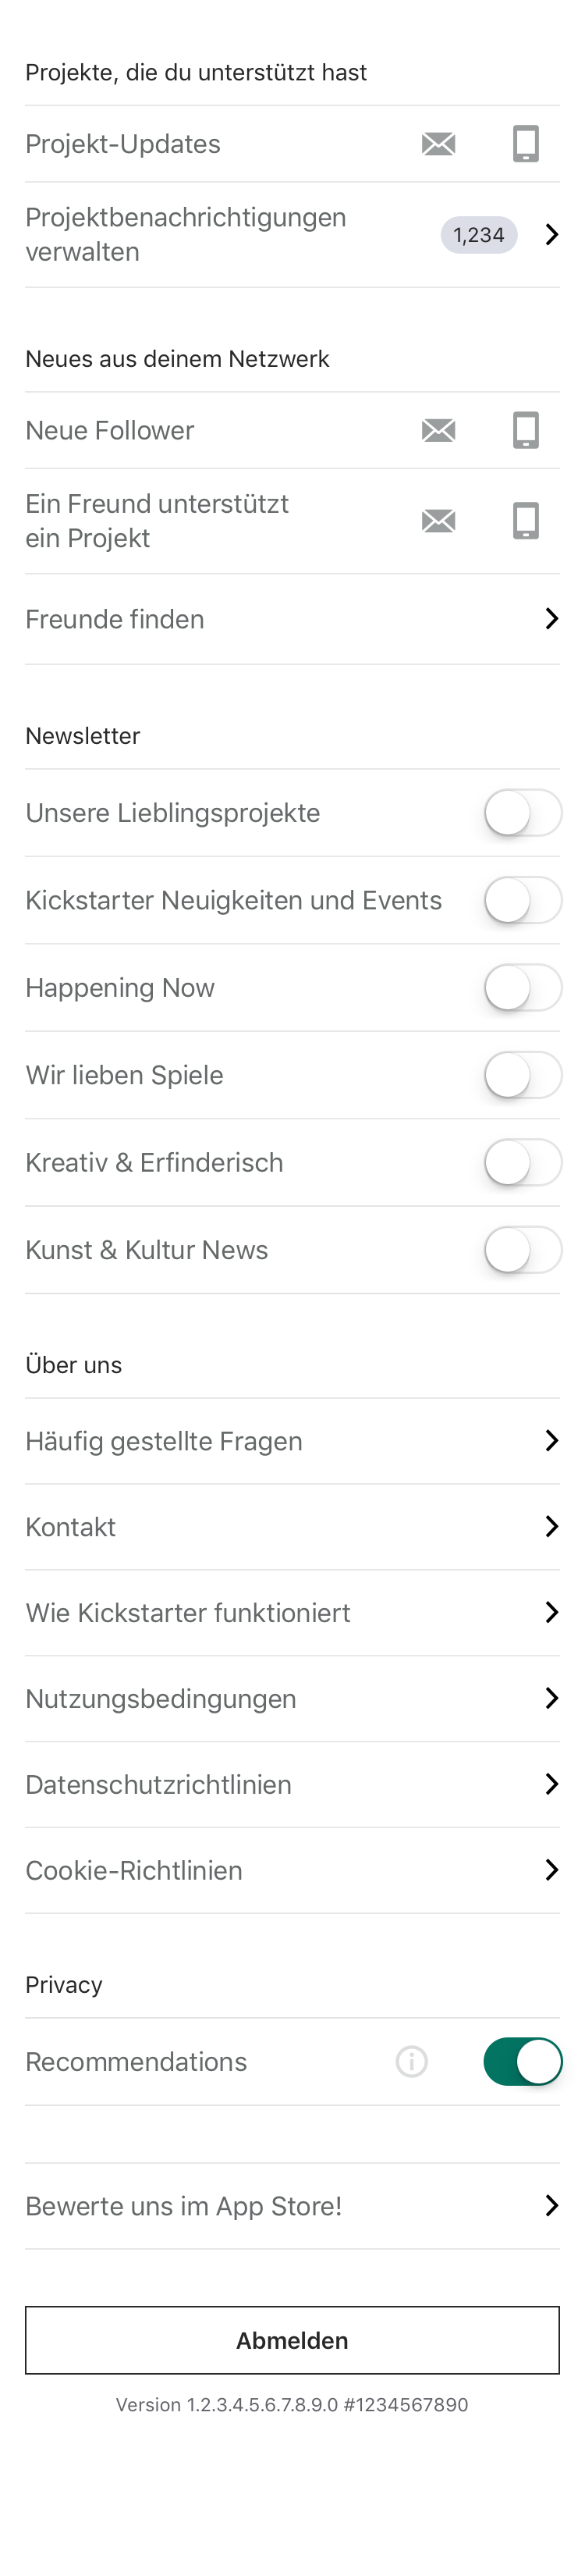 Projekte, die du unterstützt hast
Projekt-Updates
Projektbenachrichtigungen
verwalten
1,234
Neues aus deinem Netzwerk
Neue Follower
Ein Freund unterstützt
ein Projekt
Freunde finden
Newsletter
Unsere Lieblingsprojekte
Kickstarter Neuigkeiten und Events
Happening Now
Wir lieben Spiele
Kreativ & Erfinderisch
Kunst & Kultur News
Über uns
Häufig gestellte Fragen
Kontakt
Wie Kickstarter funktioniert
Nutzungsbedingungen
Datenschutzrichtlinien
Cookie-Richtlinien
Privacy
Recommendations
Bewerte uns im App Store!
Abmelden
Version 1.2.3.4.5.6.7.8.9.0 #1234567890